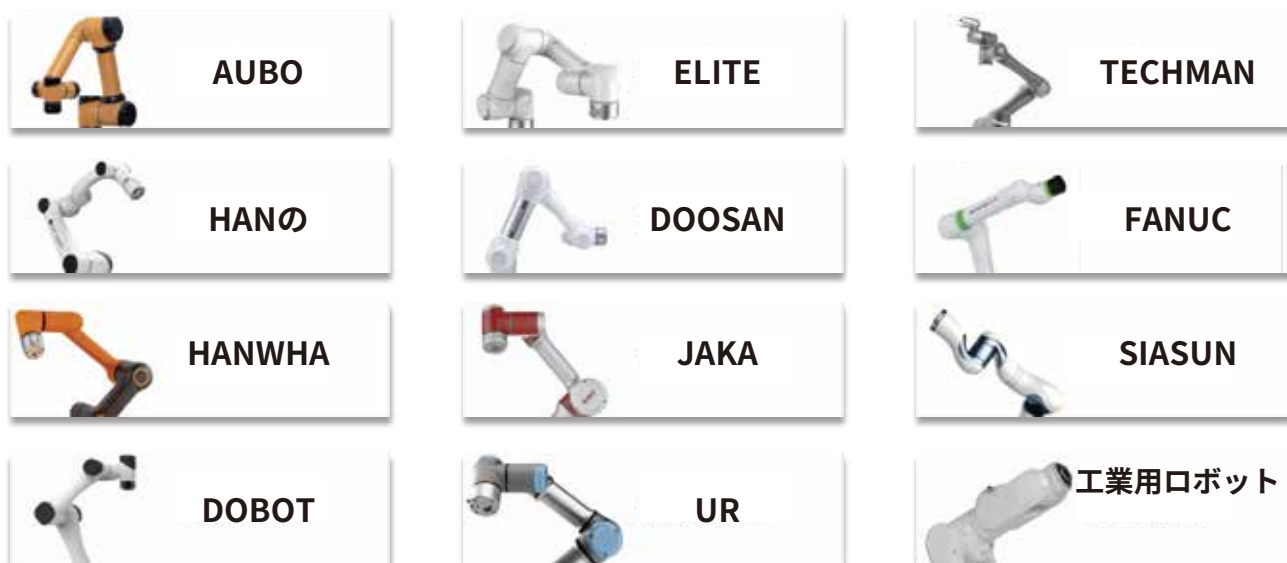 AUBO
ELITE
TECHMAN
HANの
DOOSAN
FANUC
HANWHA
JAKA
SIASUN
DOBOT
UR
工業用ロボット